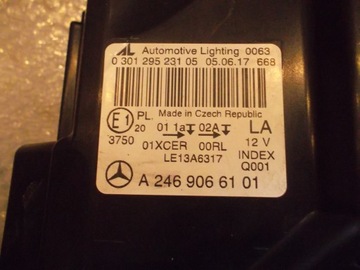 AL Automotive Lighting 0063
0 301 295 231 05 05.06.17 668
Made in Czech Republic
E1 PL. 01 1a 02A LA
20
3750 01XCER 00RL 12 V
LE13A6317 INDEX
Q001
A 246 906 61 01